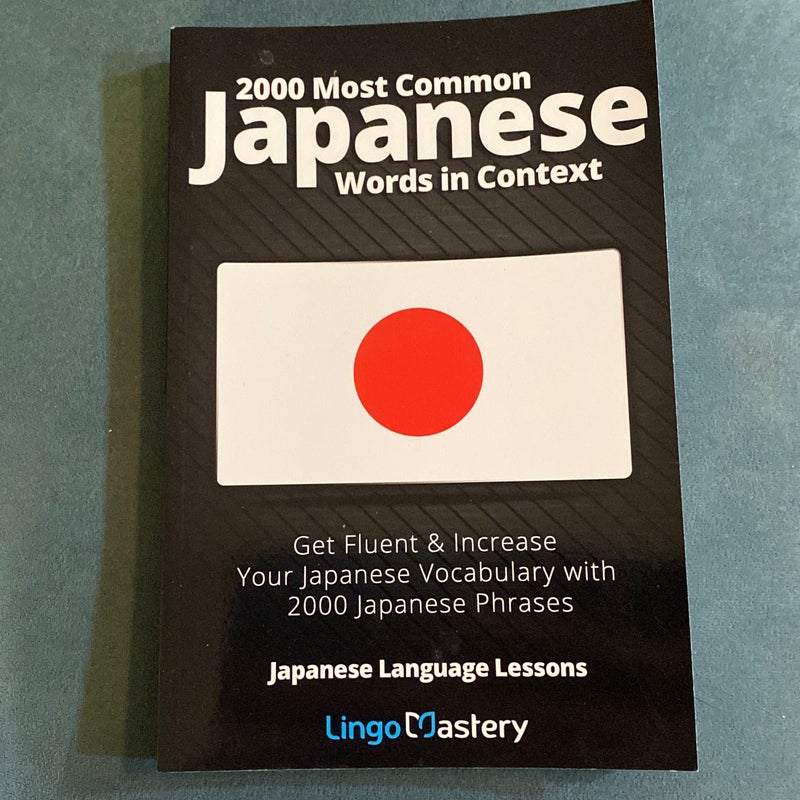 2000 Most Common
Japanese
Words in Context
Get Fluent & Increase
Your Japanese Vocabulary with
2000 Japanese Phrases
Japanese Language Lessons
LingoMastery